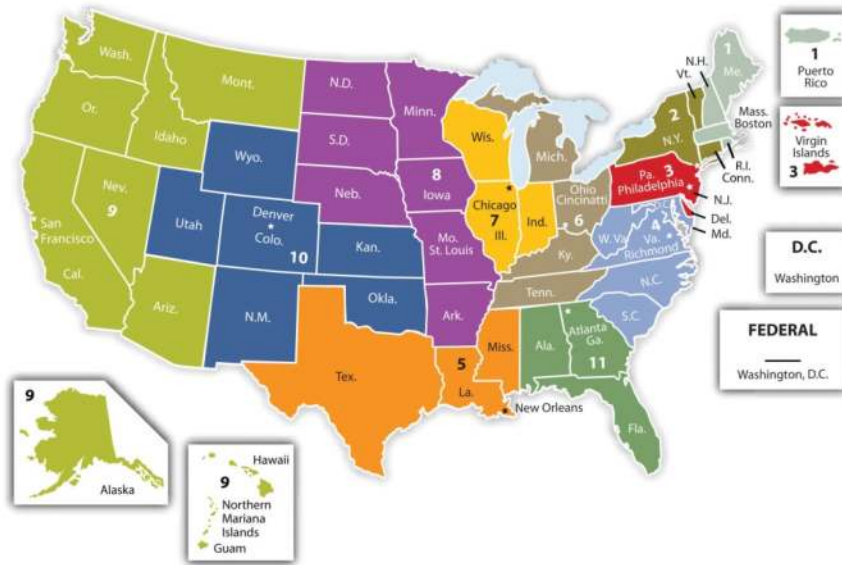 Wash.
Mont.
N.D.
Minn.
Or.
Idaho
S.D.
Wis.
Mich.
Wyo.
Neb.
8
Iowa
Nev.
9
Utah
Denver
Colo.
10
Kan.
Mo.
St. Louis
Chicago
7
Ill.
Ind.
Ohio
Cincinatti
6
Ky.
Tenn.
San
Francisco
Cal.
Ariz.
N.M.
Okla.
Ark.
Tex.
5
La.
Miss.
New Orleans
Ala.
Atlanta
Ga.
11
Fla.
S.C.
N.C.
W. Va.
4
Va.
Richmond
Pa. 3
Philadelphia
2
N.Y.
Vt.
N.H.
1
Me.
Mass.
Boston
R.I.
Conn.
N.J.
Del.
Md.
1
Puerto
Rico
Virgin
Islands
3
D.C.
Washington
FEDERAL
Washington, D.C.
9
Alaska
Hawaii
9
Northern
Mariana
Islands
Guam